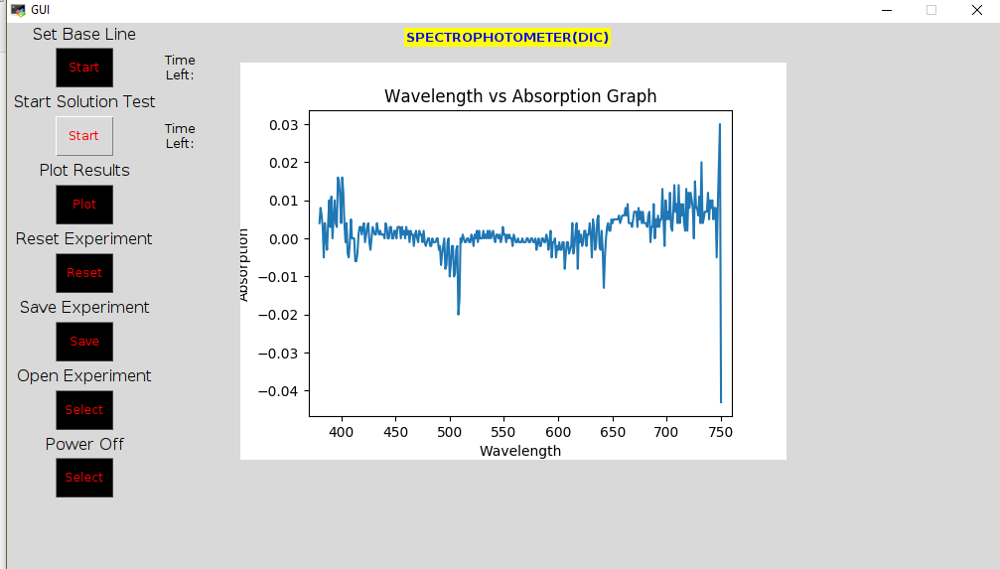 GUI
SPECTROPHOTOMETER(DIC)
Set Base Line
Start
Time
Left:
Start Solution Test
Start
Time
Left:
Plot Results
Plot
Reset Experiment
Reset
Save Experiment
Save
Open Experiment
Select
Power Off
Select
Wavelength vs Absorption Graph
0.03
0.02
0.01
0.00
−0.01
−0.02
−0.03
−0.04
Absorption
400 450 500 550 600 650 700 750
Wavelength